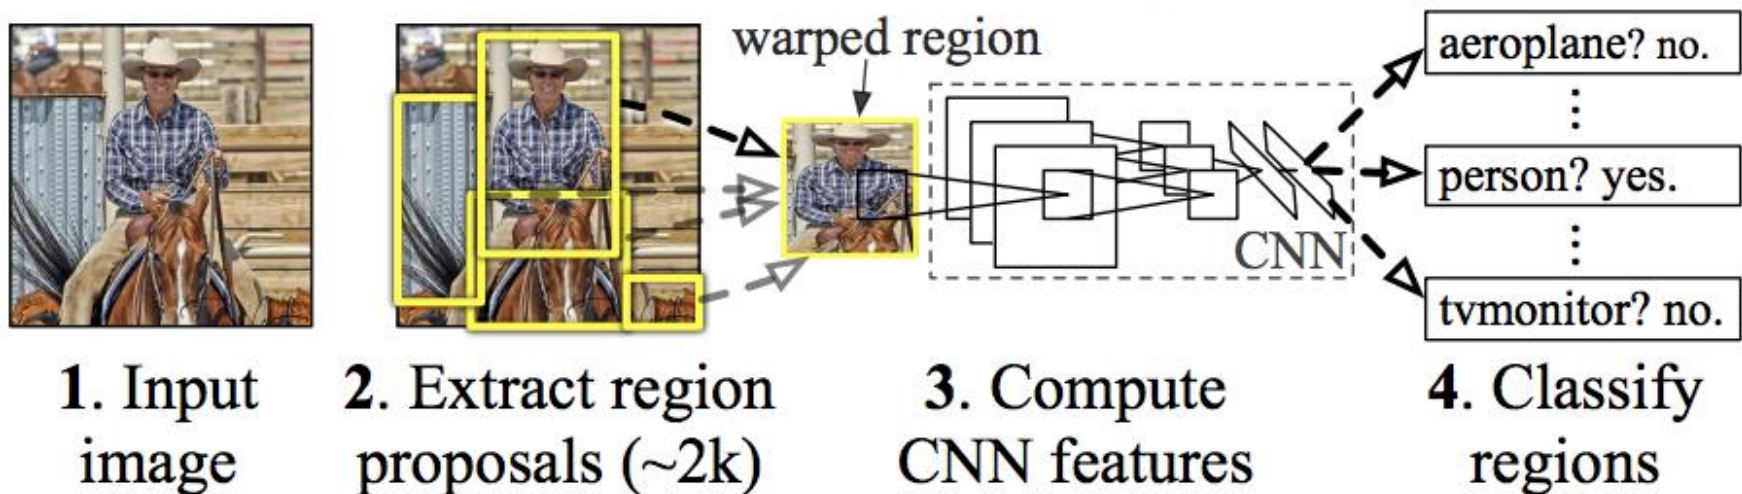 warped region
aeroplane? no.
person? yes.
CNN
tvmonitor? no.
1. Input
image
2. Extract region
proposals (~2k)
3. Compute
CNN features
4. Classify
regions